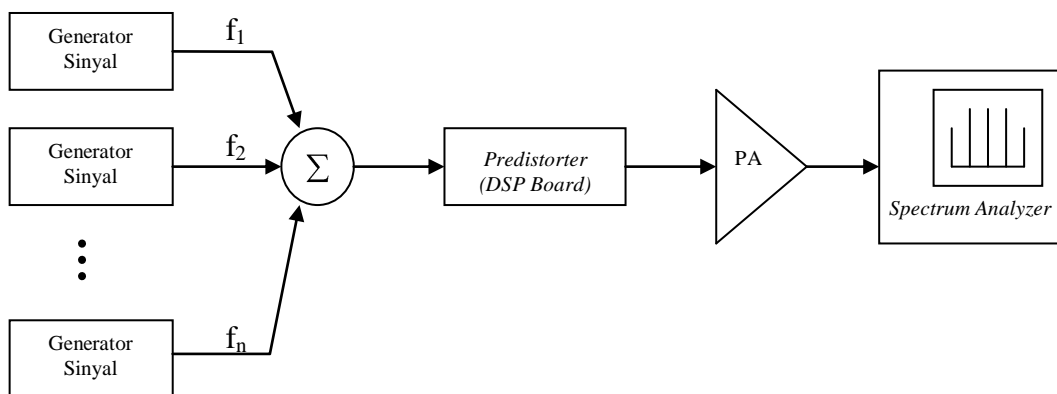 Generator
Sinyal
f1
Generator
Sinyal
f2
Σ
Predistorter
(DSP Board)
PA
Spectrum Analyzer
Generator
Sinyal
fn